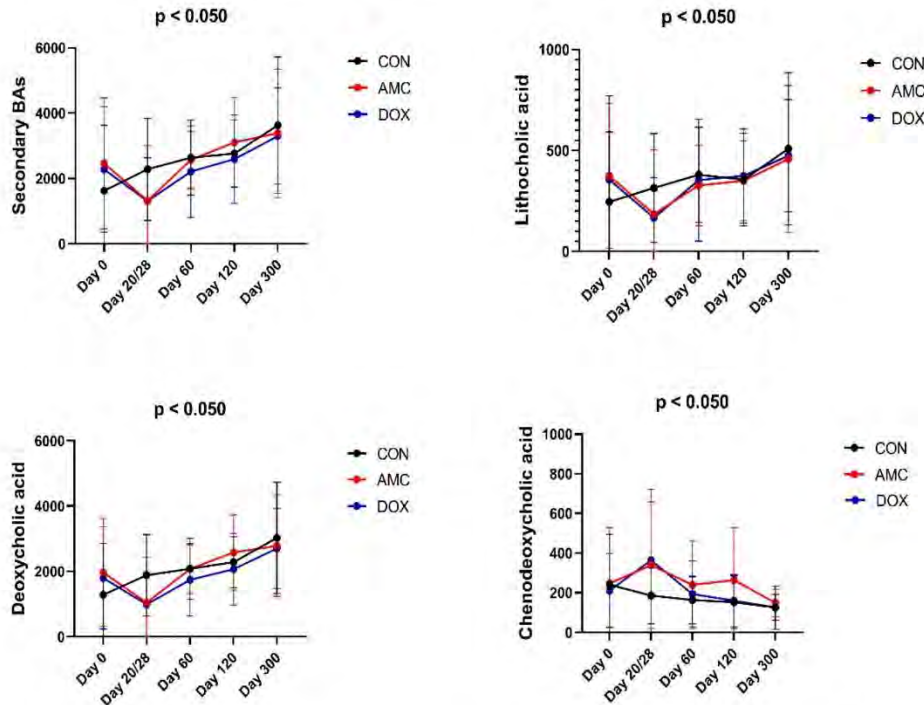 p < 0.050
Secondary BAs
6000
4000
2000
0
Day 0
Day 20/28
Day 60
Day 120
Day 300
CON
AMC
DOX
p < 0.050
Lithocholic acid
1000
500
0
Day 0
Day 20/28
Day 60
Day 120
Day 300
CON
AMC
DOX
p < 0.050
Deoxycholic acid
6000
4000
2000
0
Day 0
Day 20/28
Day 60
Day 120
Day 300
CON
AMC
DOX
p < 0.050
Chenodeoxycholic acid
1000
800
600
400
200
0
Day 0
Day 20/28
Day 60
Day 120
Day 300
CON
AMC
DOX